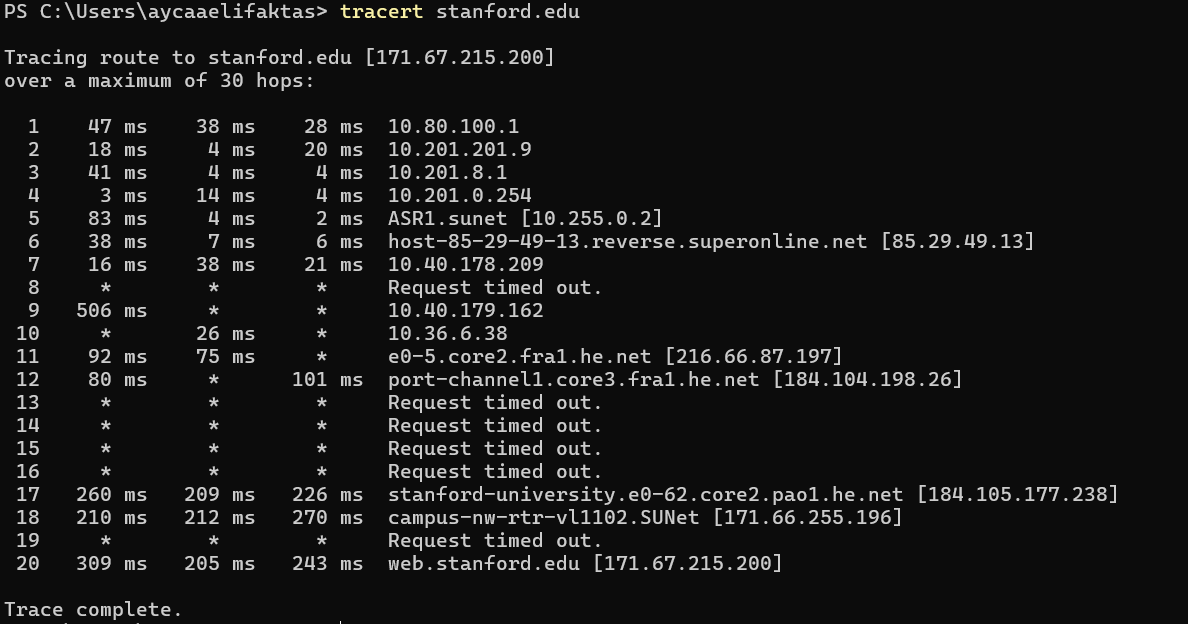 PS C:\Users\aycaaelifaktas> tracert stanford.edu
Tracing route to stanford.edu [171.67.215.200]
over a maximum of 30 hops:
1 47 ms 38 ms 28 ms 10.80.100.1
2 18 ms 4 ms 20 ms 10.201.201.9
3 41 ms 4 ms 4 ms 10.201.8.1
4 3 ms 14 ms 4 ms 10.201.0.254
5 83 ms 4 ms 2 ms ASR1.sunet [10.255.0.2]
6 38 ms 7 ms 6 ms host-85-29-49-13.reverse.superonline.net [85.29.49.13]
7 16 ms 38 ms 21 ms 10.40.178.209
8 * * * Request timed out.
9 506 ms * * 10.40.179.162
10 * 26 ms * 10.36.6.38
11 92 ms 75 ms * e0-5.core2.fra1.he.net [216.66.87.197]
12 80 ms * 101 ms port-channel1.core3.fra1.he.net [184.104.198.26]
13 * * * Request timed out.
14 * * * Request timed out.
15 * * * Request timed out.
16 * * * Request timed out.
17 260 ms 209 ms 226 ms stanford-university.e0-62.core2.pao1.he.net [184.105.177.238]
18 210 ms 212 ms 270 ms campus-nw-rtr-vl1102.SUNet [171.66.255.196]
19 * * * Request timed out.
20 309 ms 205 ms 243 ms web.stanford.edu [171.67.215.200]
Trace complete.